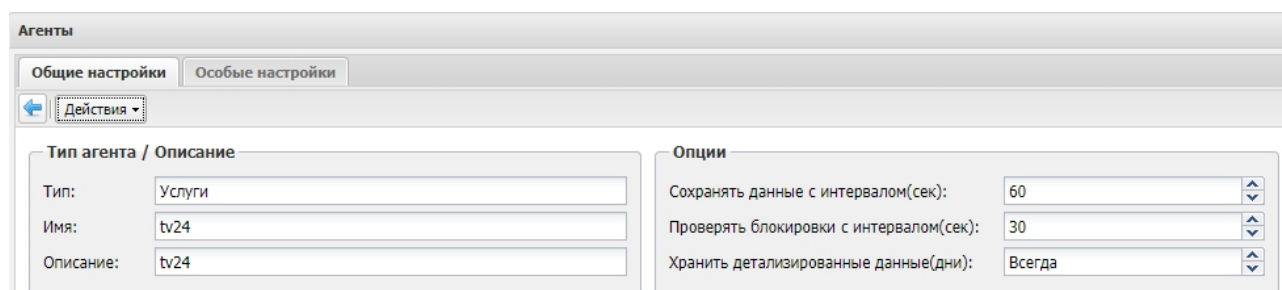 Агенты
Общие настройки Особые настройки
Действия
Тип агента / Описание
Тип: Услуги
Имя: tv24
Описание: tv24
Опции
Сохранять данные с интервалом(сек): 60
Проверять блокировки с интервалом(сек): 30
Хранить детализированные данные(дни): Всегда